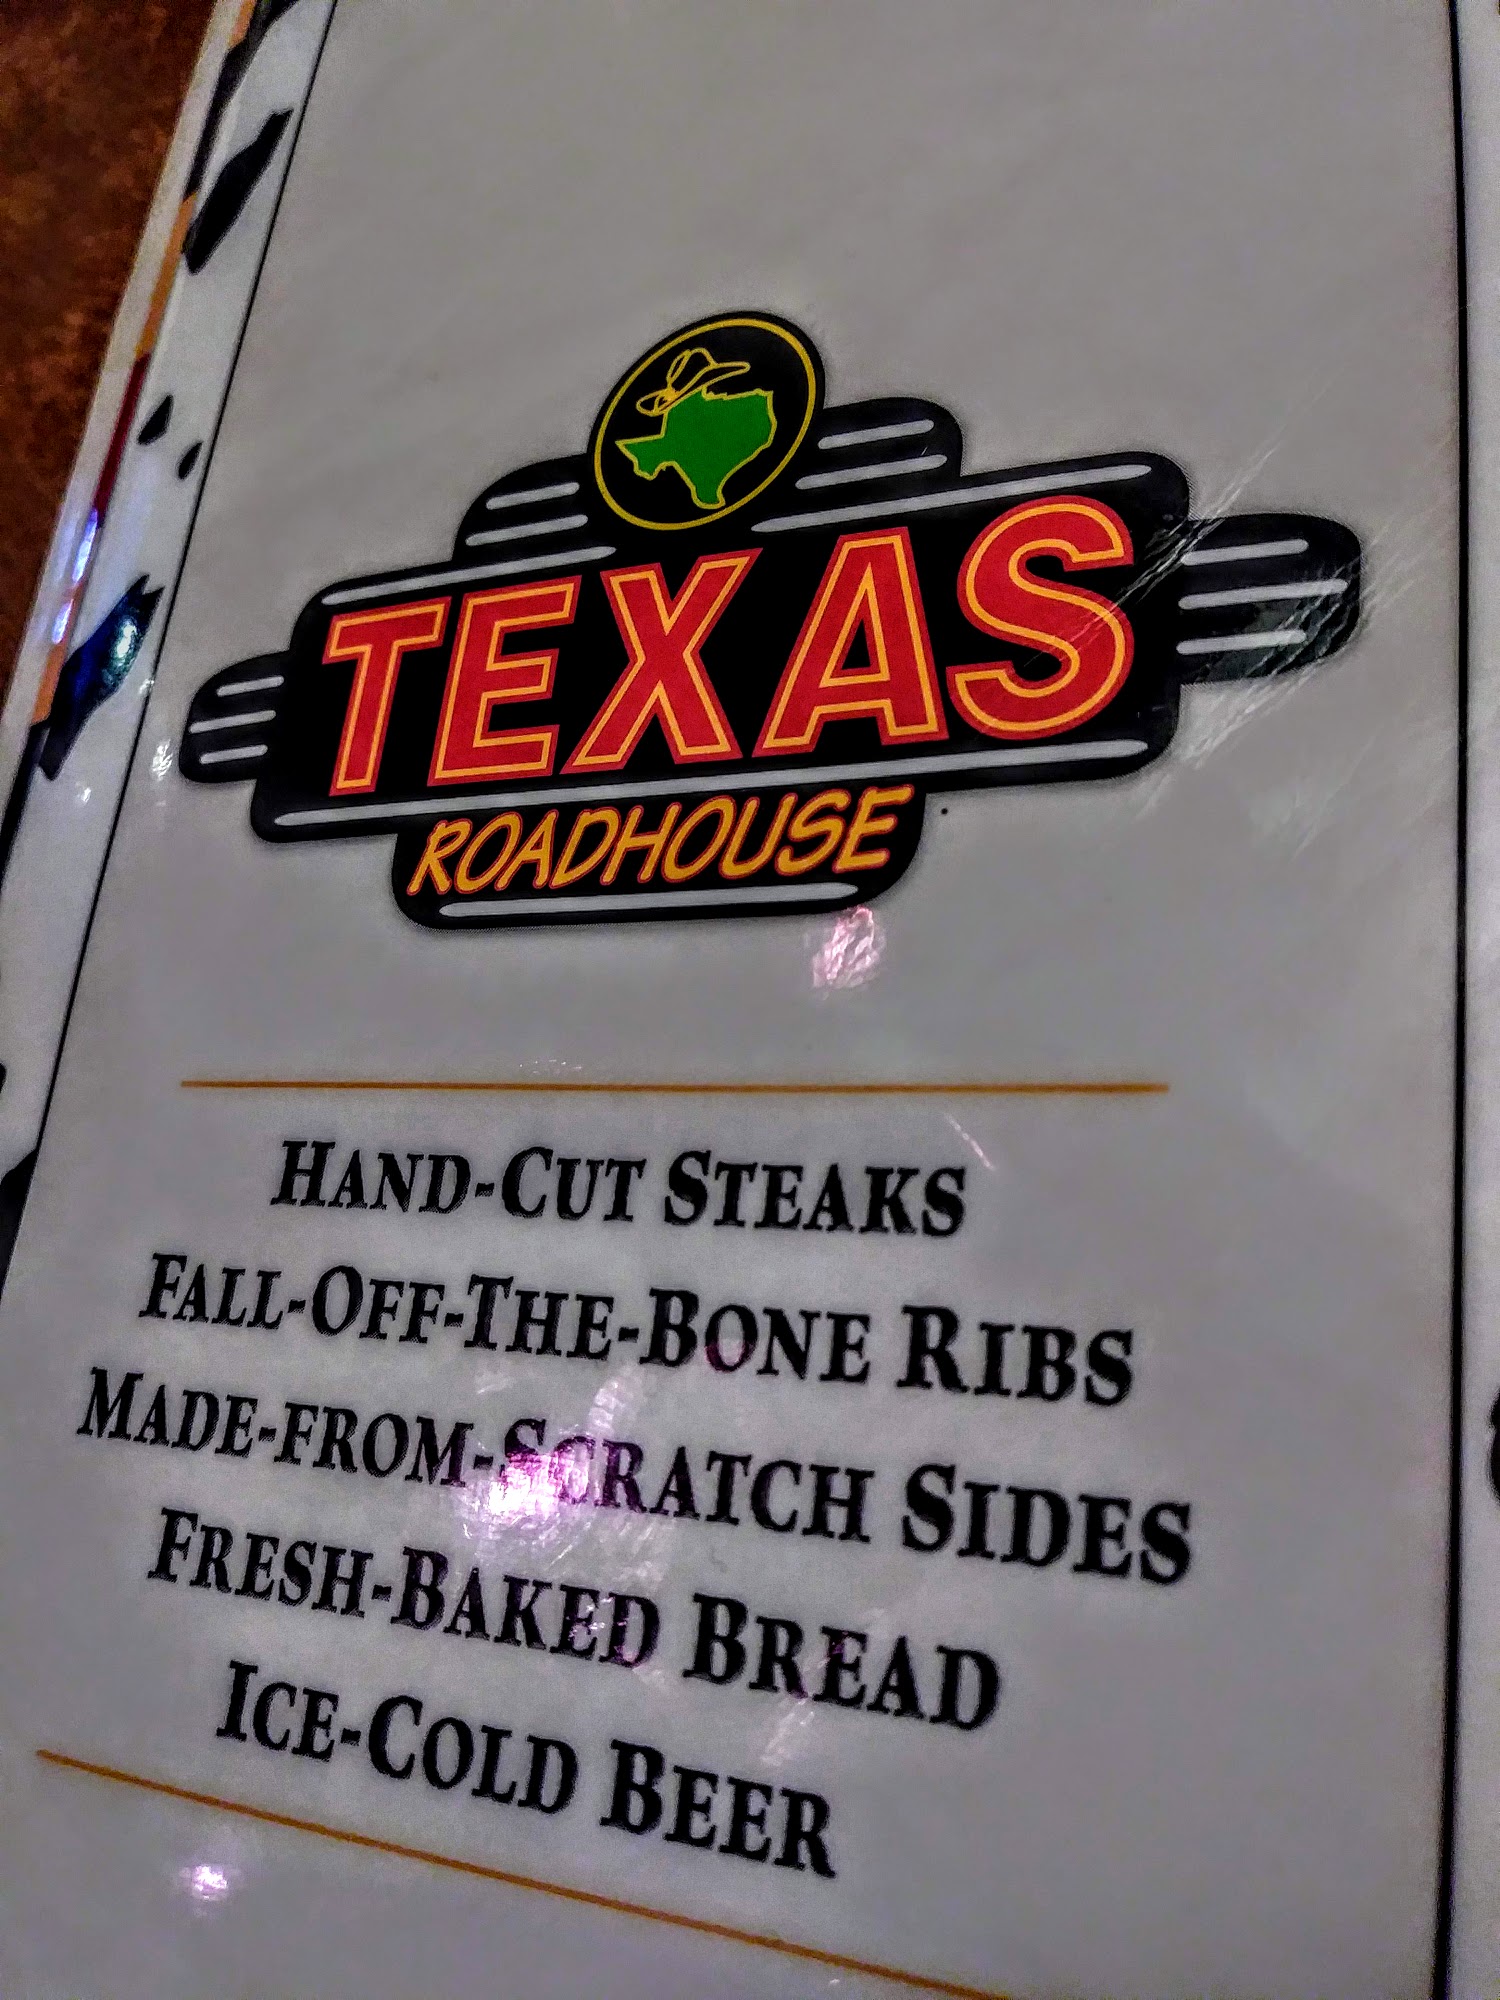 TEXAS
ROADHOUSE
HAND-CUT STEAKS
FALL-OFF-THE-BONE RIBS
MADE-FROM-SCRATCH SIDES
FRESH-BAKED BREAD
ICE-COLD BEER